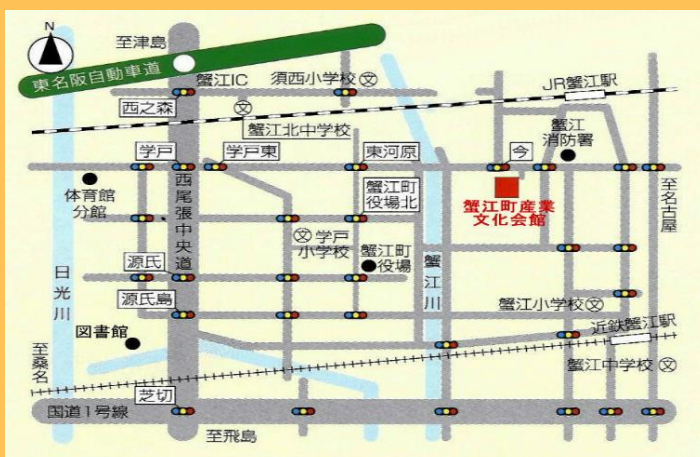 N
至津島
東名阪自動車道
蟹江IC
須西小学校
文
JR蟹江駅
西之森
文
蟹江北中学校
蟹江
消防署
学戸
学戸東
東河原
今
体育館
分館
西尾張中央道
蟹江町
役場北
蟹江町産業
文化会館
至名古屋
文
学戸
小学校
蟹江町
役場
源氏
日光川
蟹江川
源氏島
蟹江小学校
文
図書館
近鉄蟹江駅
至桑名
蟹江中学校
文
芝切
国道1号線
至飛島